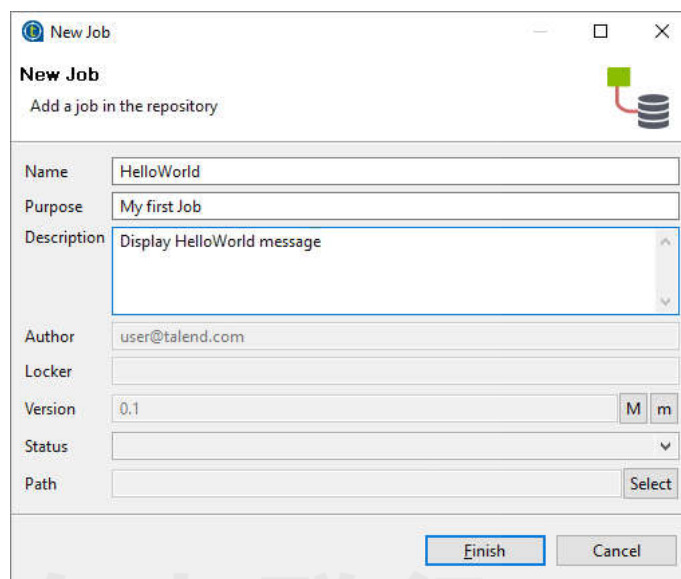 New Job
New Job
Add a job in the repository
Name HelloWorld
Purpose My first Job
Description Display HelloWorld message
Author user@talend.com
Locker
Version 0.1 M m
Status
Path Select
Finish Cancel